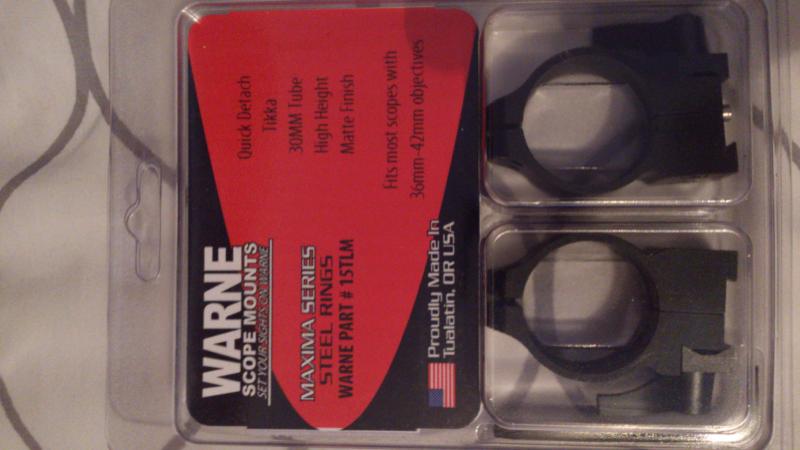 WARNE
SCOPE MOUNTS
SET YOUR SIGHTS ON WARNE
Quick Detach
Tikka
30MM Tube
High Height
Matte Finish
Fits most scopes with
36mm-42mm objectives
MAXIMA SERIES
STEEL RINGS
WARNE PART # 15TLM
Proudly Made In
Tualatin, OR USA